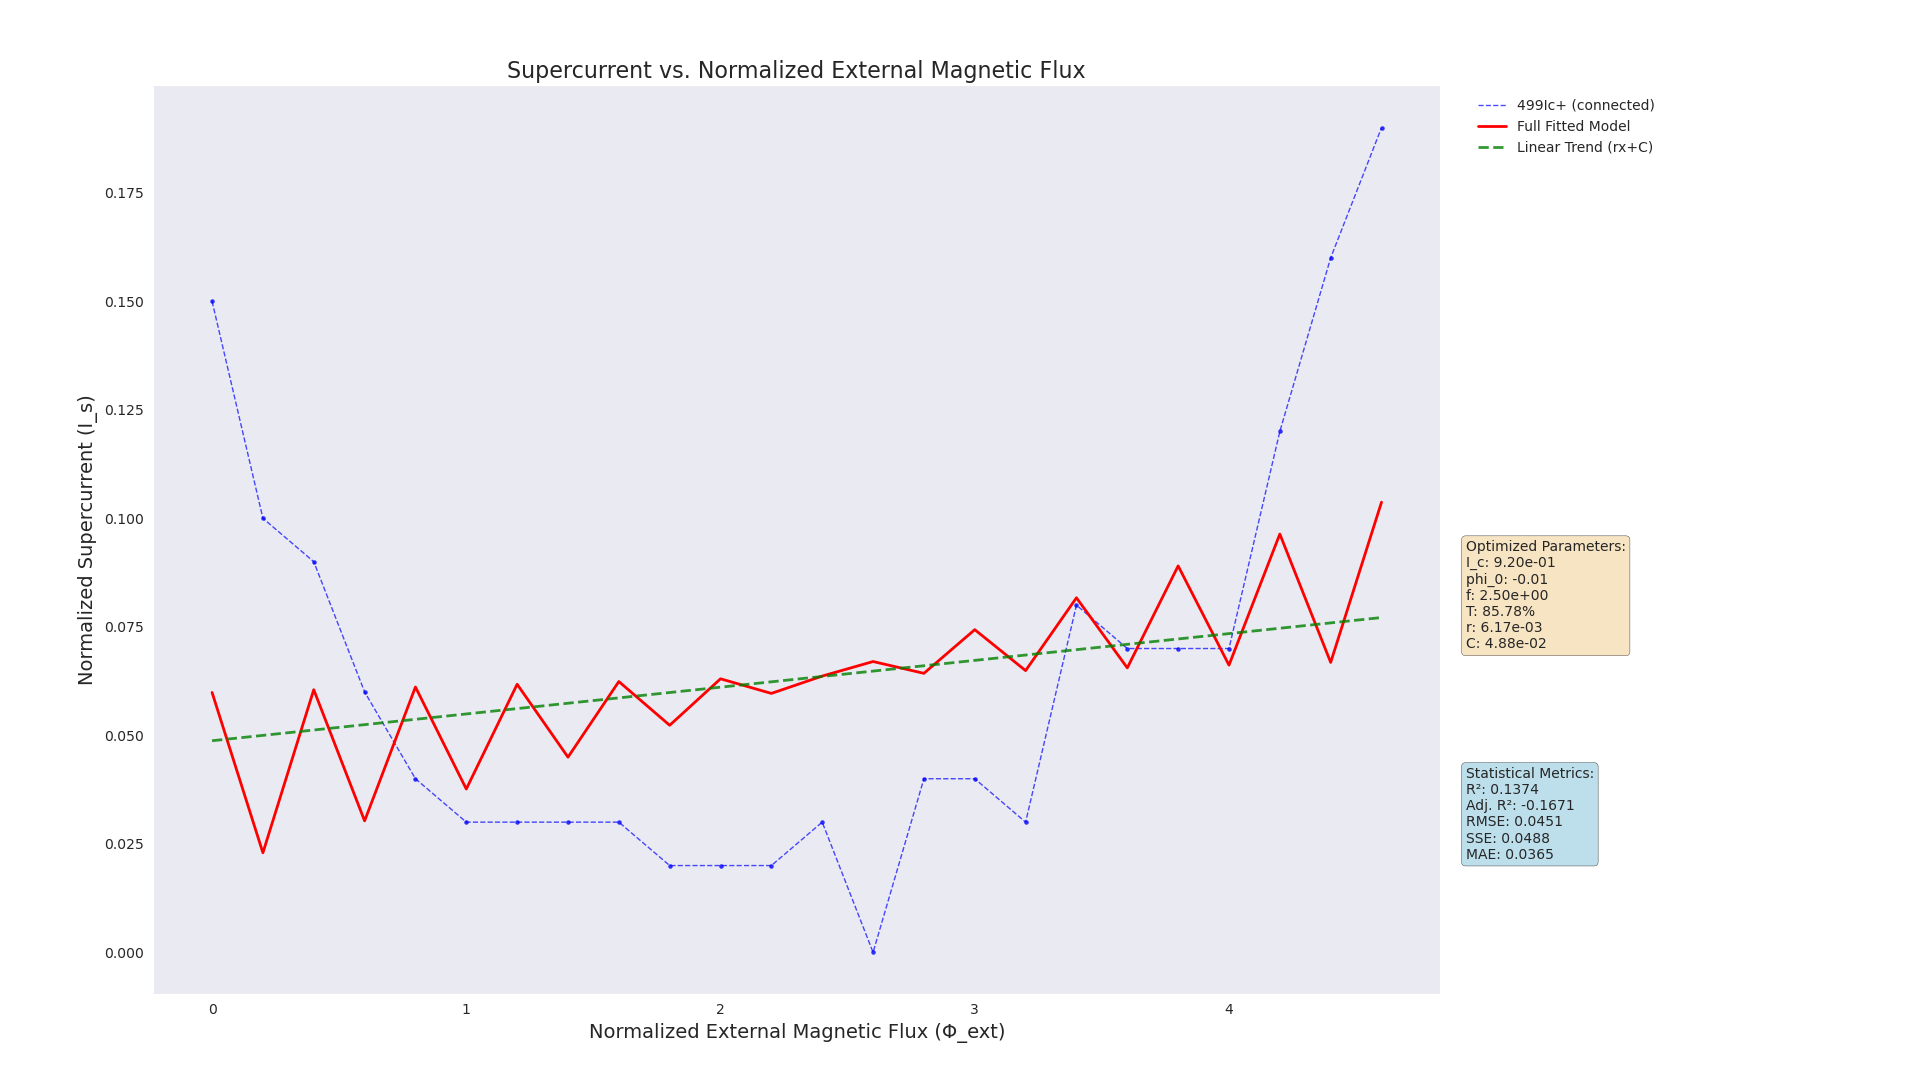 Supercurrent vs. Normalized External Magnetic Flux
499Ic+ (connected)
Full Fitted Model
Linear Trend (rx+C)
Normalized Supercurrent (I_s)
0.175
0.150
0.125
0.100
0.075
0.050
0.025
0.000
0
1
2
3
4
Normalized External Magnetic Flux (Φ_ext)
Optimized Parameters:
I_c: 9.20e-01
phi_0: -0.01
f: 2.50e+00
T: 85.78%
r: 6.17e-03
C: 4.88e-02
Statistical Metrics:
R²: 0.1374
Adj. R²: -0.1671
RMSE: 0.0451
SSE: 0.0488
MAE: 0.0365